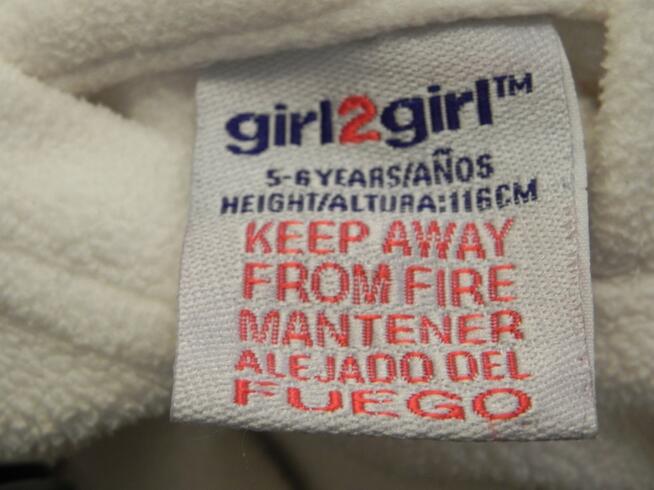 girl2girl™
5-6 YEARS/AÑOS
HEIGHT/ALTURA:116CM
KEEP AWAY
FROM FIRE
MANTENER
ALEJADO DEL
FUEGO